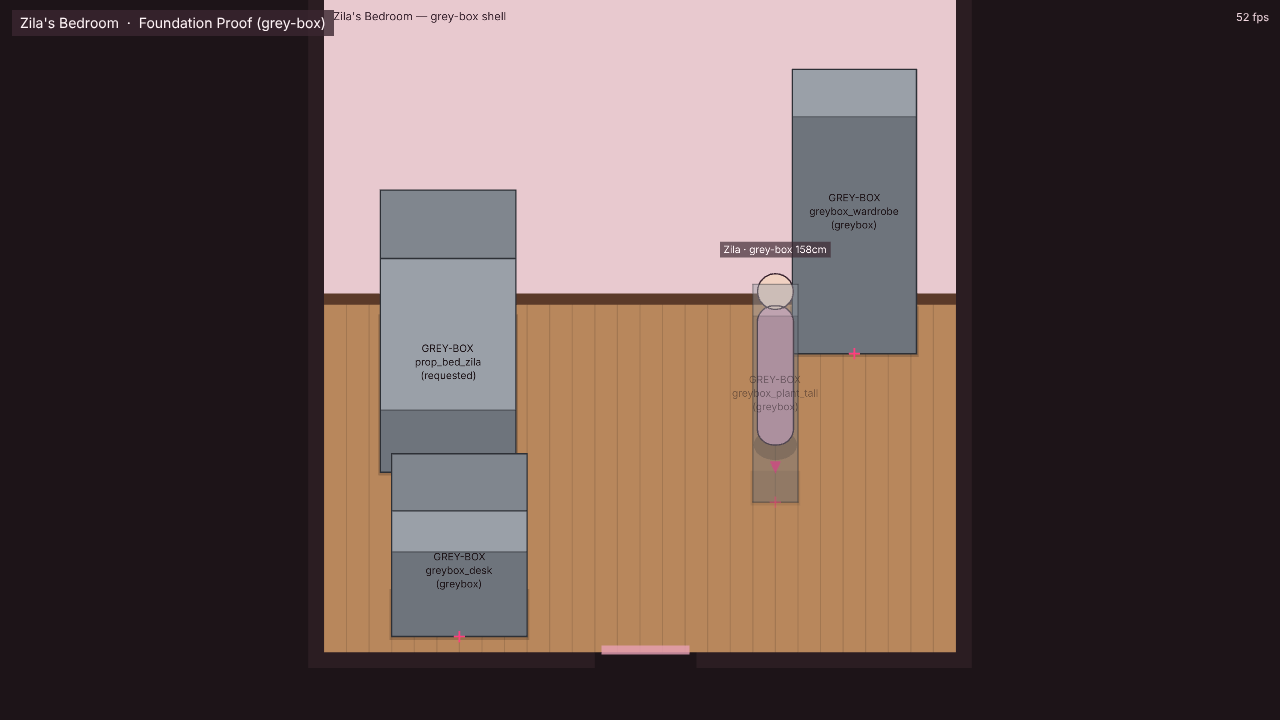 Zila's Bedroom · Foundation Proof (grey-box)
Zila's Bedroom — grey-box shell
52 fps
GREY-BOX
greybox_wardrobe
(greybox)
Zila · grey-box 158cm
GREY-BOX
prop_bed_zila
(requested)
GREY-BOX
greybox_plant_tall
(greybox)
GREY-BOX
greybox_desk
(greybox)